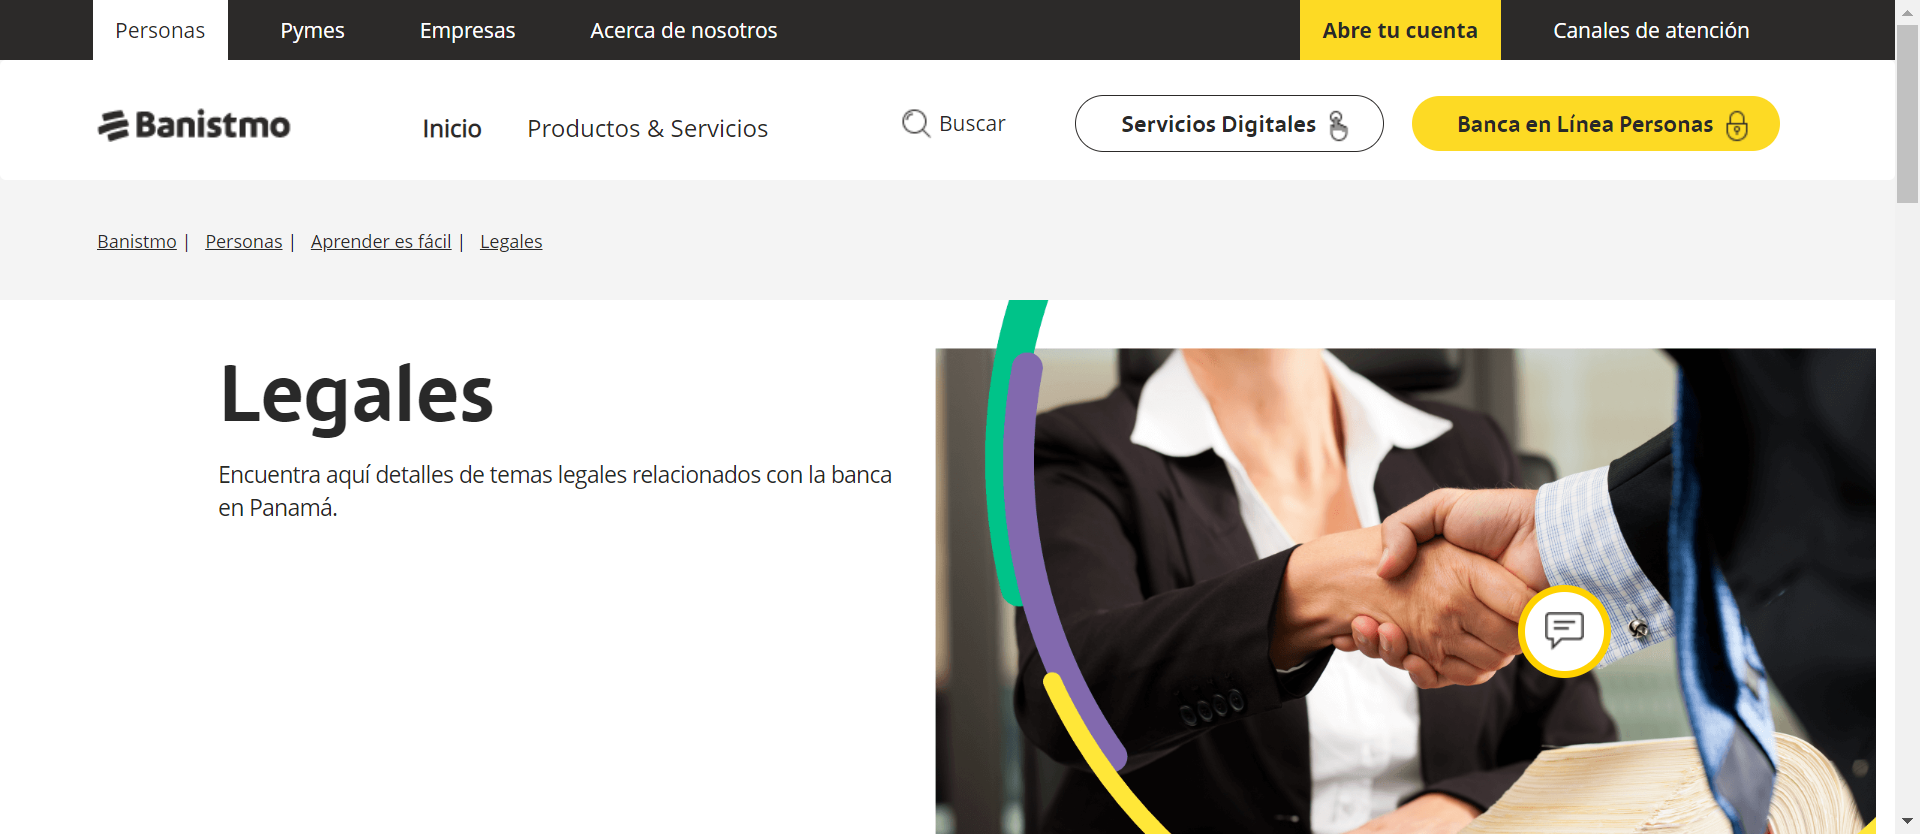 Personas
Pymes
Empresas
Acerca de nosotros
Abre tu cuenta
Canales de atención
Banistmo
Inicio
Productos & Servicios
Buscar
Servicios Digitales
Banca en Línea Personas
Banistmo | Personas | Aprender es fácil | Legales
Legales
Encuentra aquí detalles de temas legales relacionados con la banca
en Panamá.